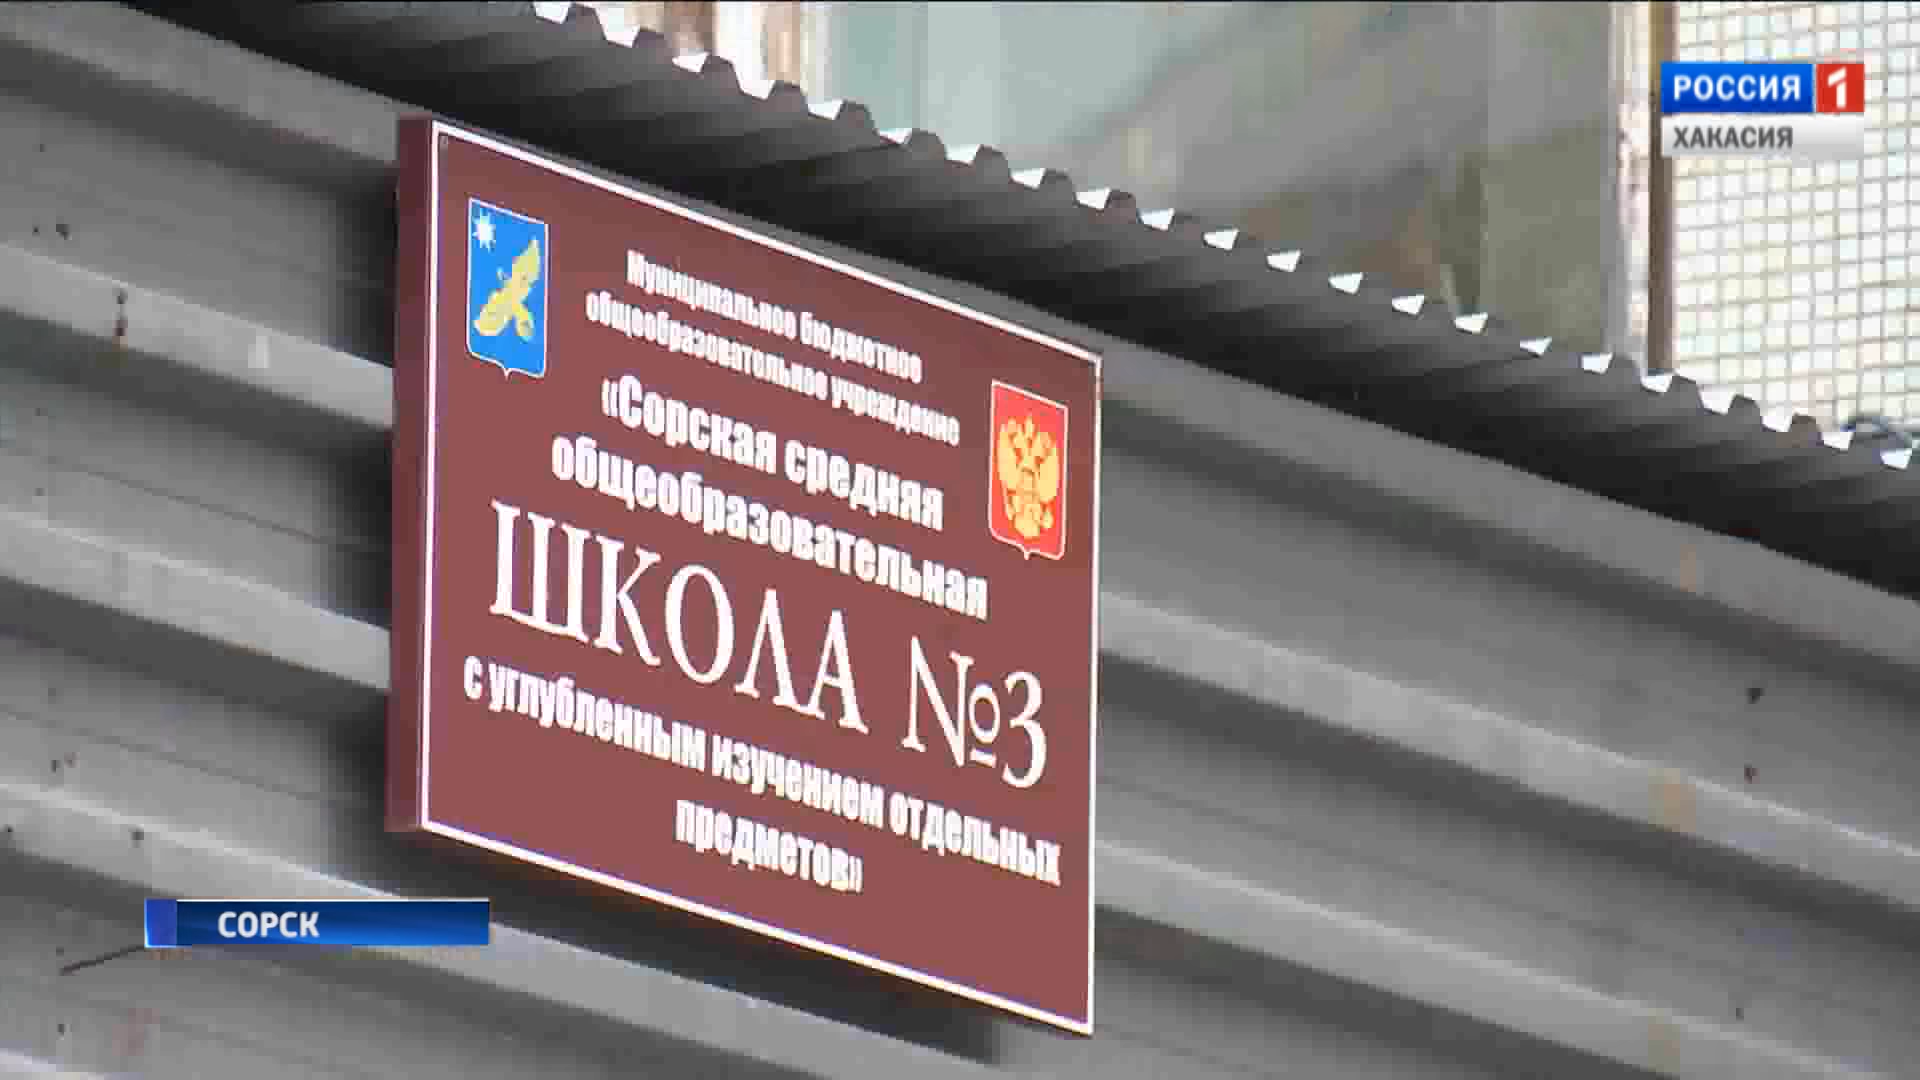 РОССИЯ 1
ХАКАСИЯ
Муниципальное бюджетное
общеобразовательное учреждение
«Сорская средняя
общеобразовательная
ШКОЛА №3
с углубленным изучением отдельных
предметов»
СОРСК